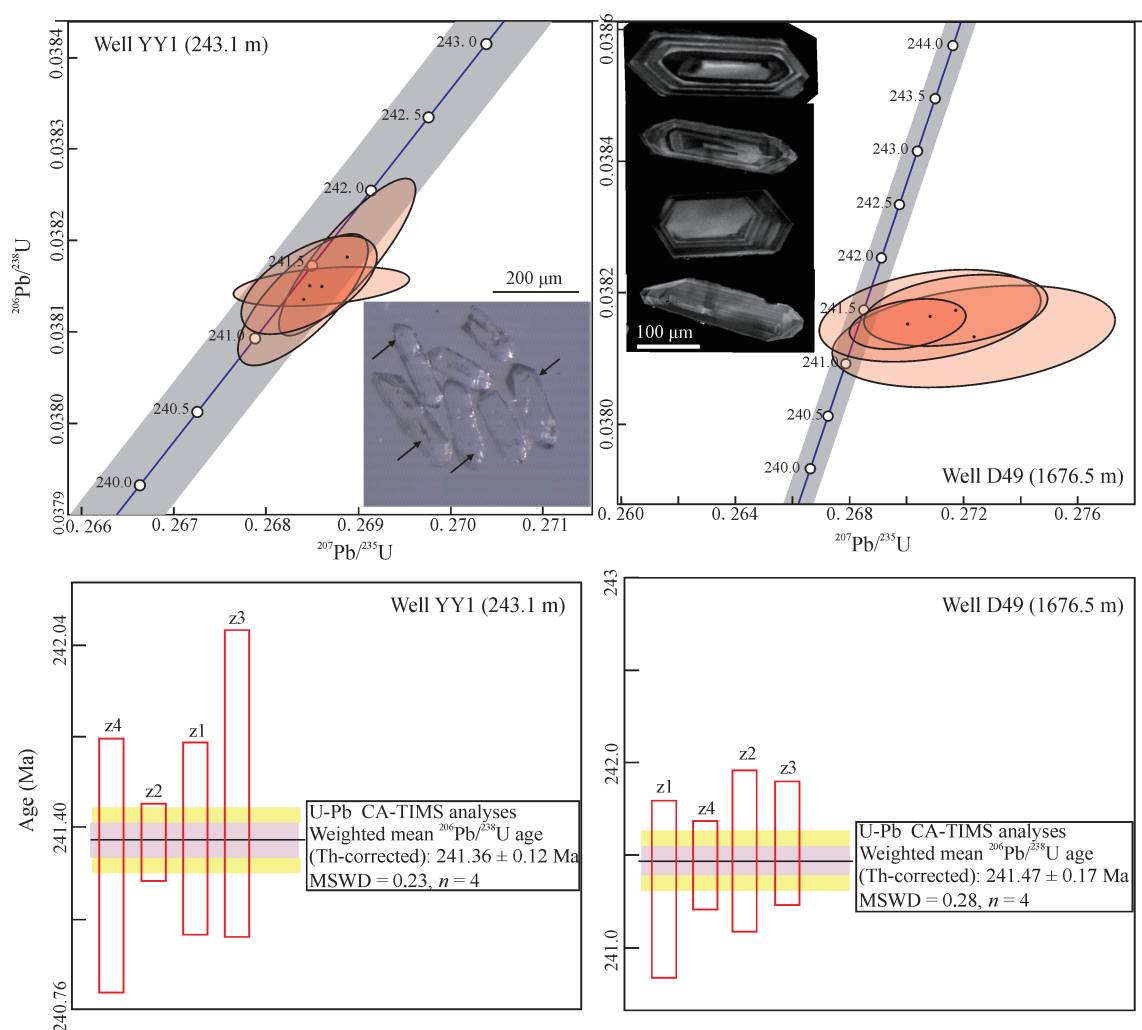 Well YY1 (243.1 m)
0.0384
0.0383
0.0382
0.0381
0.0380
0.0379
²⁰⁶Pb/²³⁸U
243.0
242.5
242.0
241.5
241.0
240.5
240.0
200 μm
0.266
0.267
0.268
0.269
0.270
0.271
²⁰⁷Pb/²³⁵U
0.0386
0.0384
0.0382
0.0380
244.0
243.5
243.0
242.5
242.0
241.5
241.0
240.5
240.0
100 μm
Well D49 (1676.5 m)
0.260
0.264
0.268
0.272
0.276
²⁰⁷Pb/²³⁵U
Well YY1 (243.1 m)
Age (Ma)
242.04
241.40
240.76
z4
z2
z1
z3
U-Pb CA-TIMS analyses
Weighted mean ²⁰⁶Pb/²³⁸U age
(Th-corrected): 241.36 ± 0.12 Ma
MSWD = 0.23, n = 4
Well D49 (1676.5 m)
243
242.0
241.0
z1
z4
z2
z3
U-Pb CA-TIMS analyses
Weighted mean ²⁰⁶Pb/²³⁸U age
(Th-corrected): 241.47 ± 0.17 Ma
MSWD = 0.28, n = 4